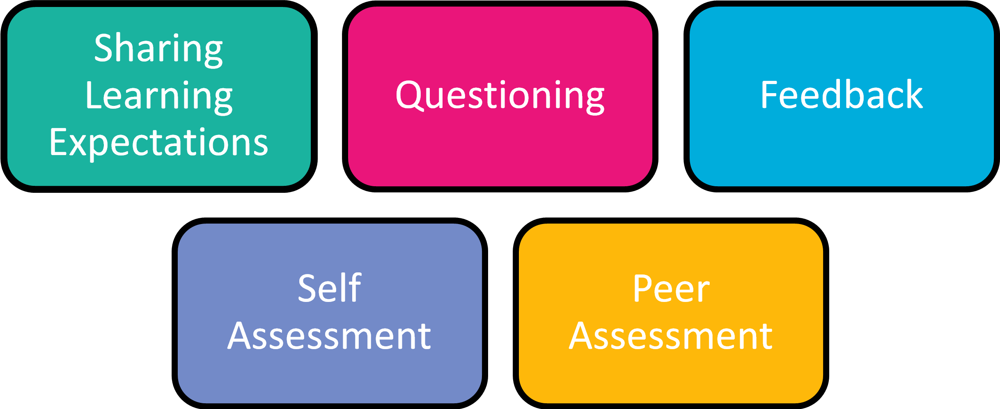 Sharing
Learning
Expectations
Questioning
Feedback
Self
Assessment
Peer
Assessment